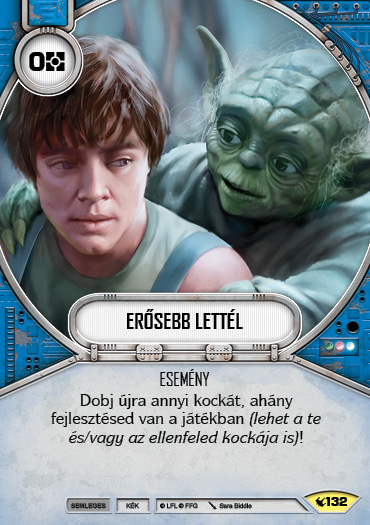 0
ERŐSEBB LETTÉL
ESEMÉNY
Dobj újra annyi kockát, ahány
fejlesztésed van a játékban (lehet a te
és/vagy az ellenfeled kockája is)!
SEMLEGES KÉK © LFL © FFG Sara Biddle 132